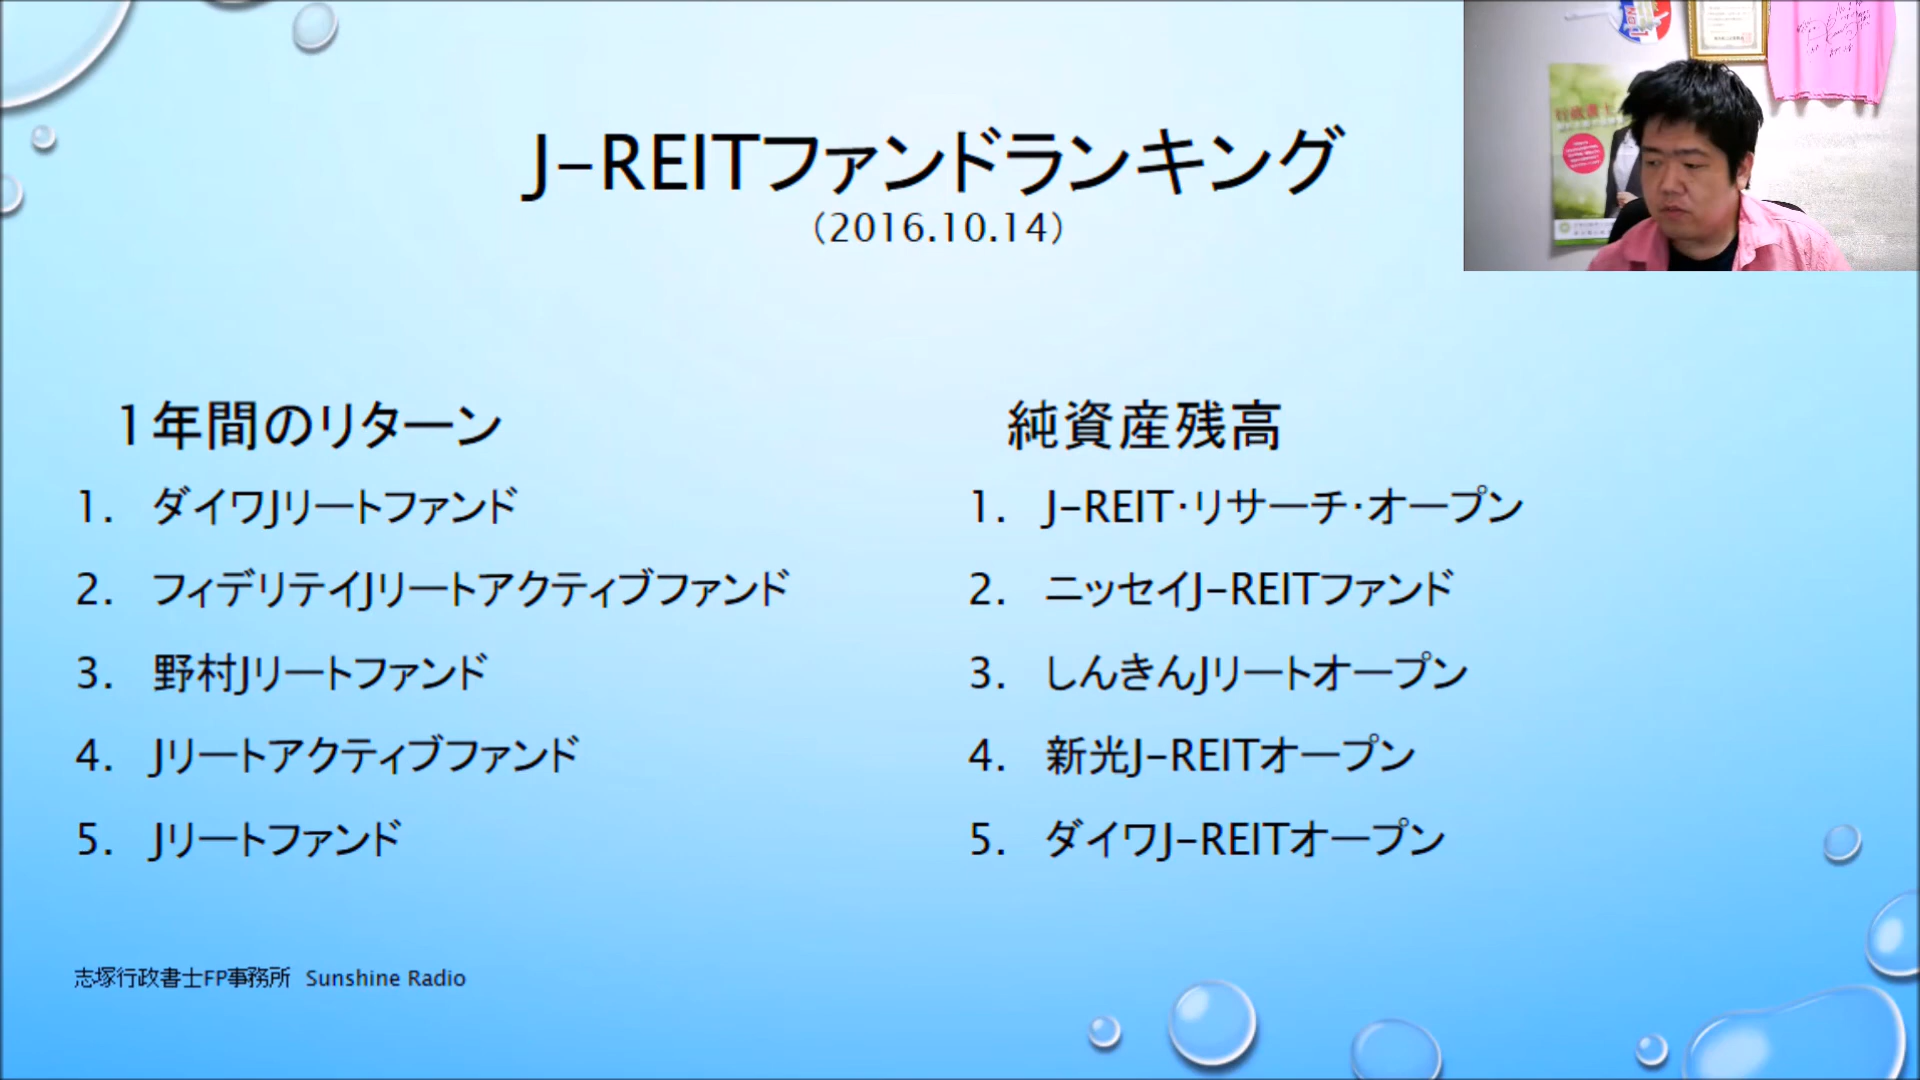 J-REITファンドランキング
（2016.10.14）
1年間のリターン
1. ダイワJリートファンド
2. フィデリテイJリートアクティブファンド
3. 野村Jリートファンド
4. Jリートアクティブファンド
5. Jリートファンド
純資産残高
1. J-REIT・リサーチ・オープン
2. ニッセイJ-REITファンド
3. しんきんJリートオープン
4. 新光J-REITオープン
5. ダイワJ-REITオープン
志塚行政書士FP事務所 Sunshine Radio
行政書士